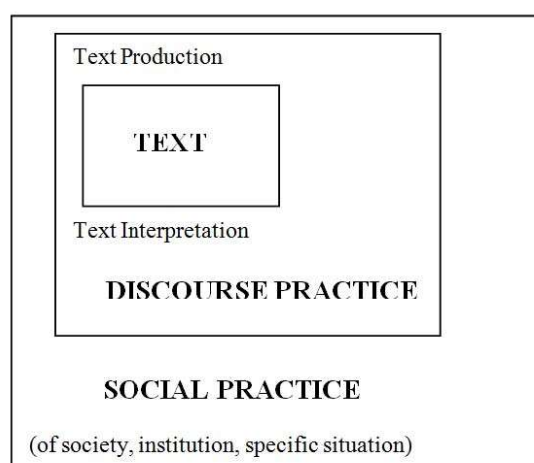 Text Production
TEXT
Text Interpretation
DISCOURSE PRACTICE
SOCIAL PRACTICE
(of society, institution, specific situation)